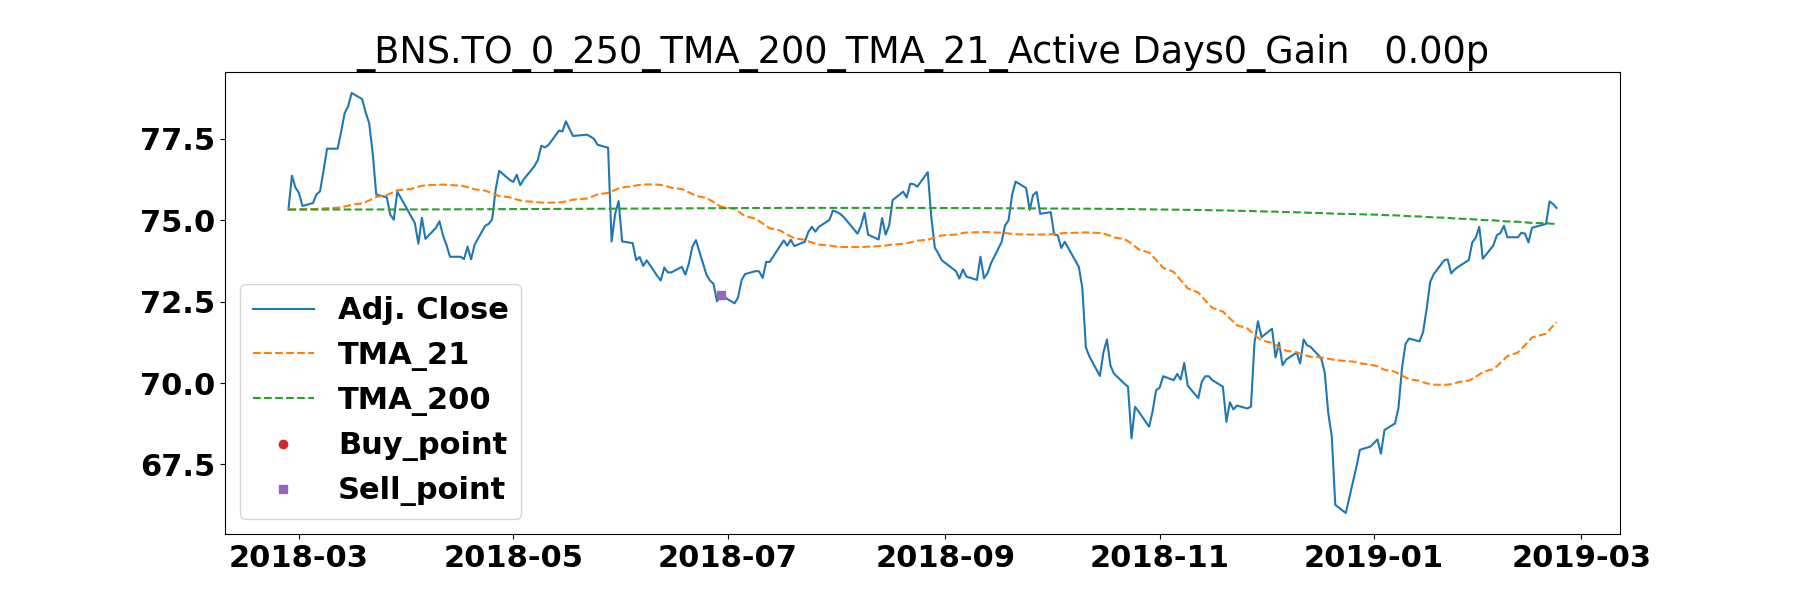 _BNS.TO_0_250_TMA_200_TMA_21_Active Days0_Gain   0.00p
77.5
75.0
72.5
70.0
67.5
Adj. Close
TMA_21
TMA_200
Buy_point
Sell_point
2018-03 2018-05 2018-07 2018-09 2018-11 2019-01 2019-03